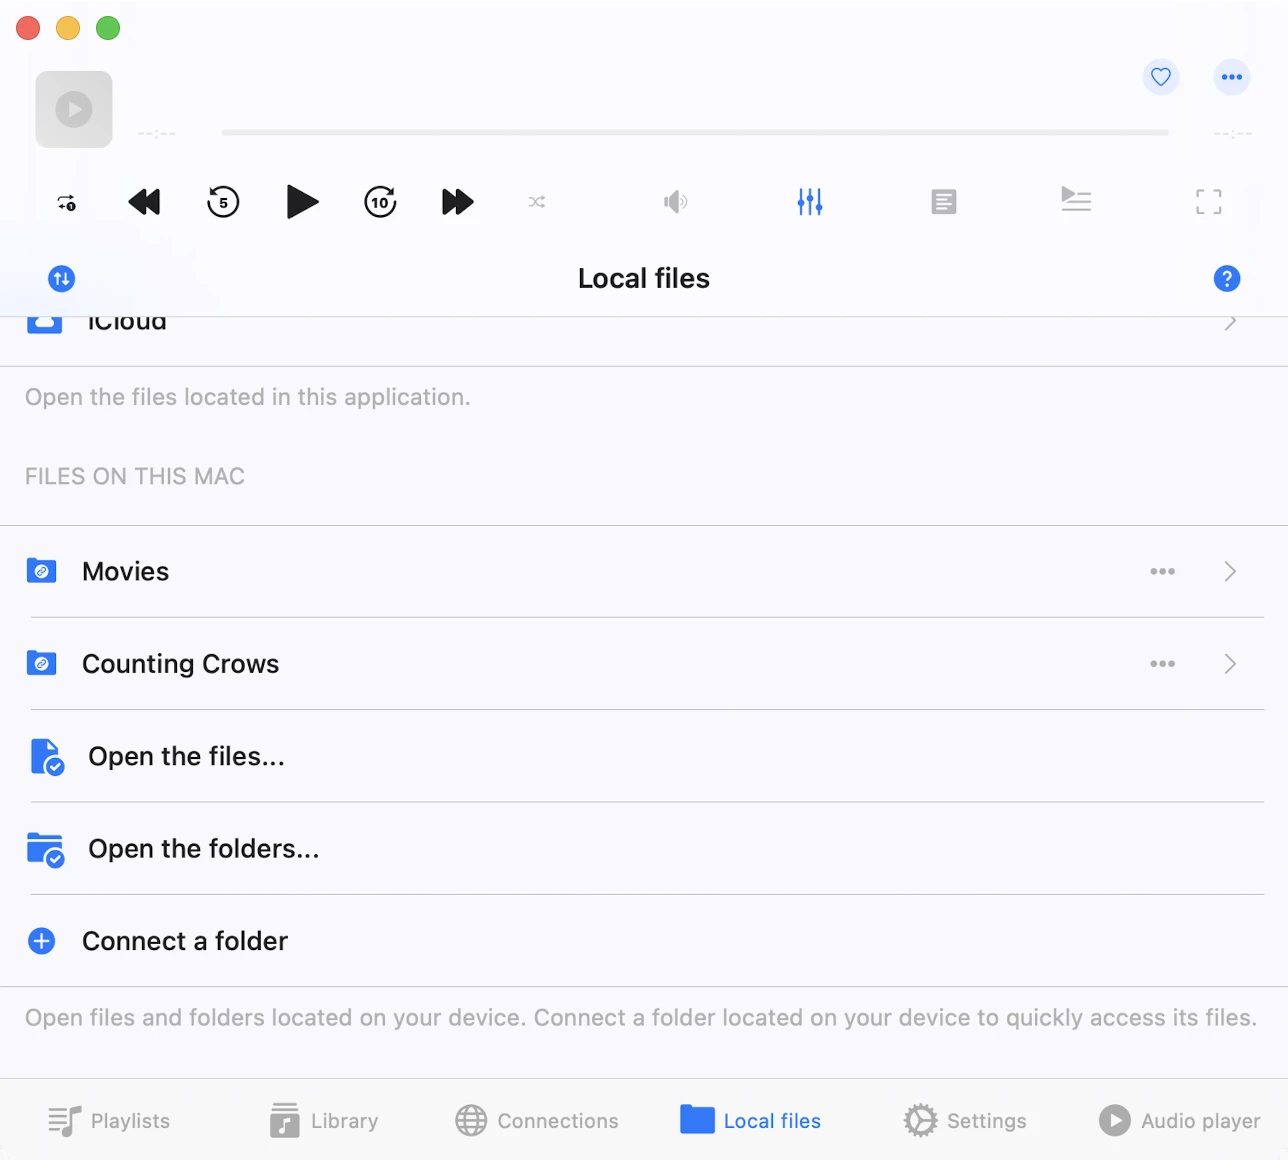 --:--
--:--
5
10
Local files
?
iCloud
Open the files located in this application.
FILES ON THIS MAC
Movies
Counting Crows
Open the files...
Open the folders...
Connect a folder
Open files and folders located on your device. Connect a folder located on your device to quickly access its files.
Playlists
Library
Connections
Local files
Settings
Audio player